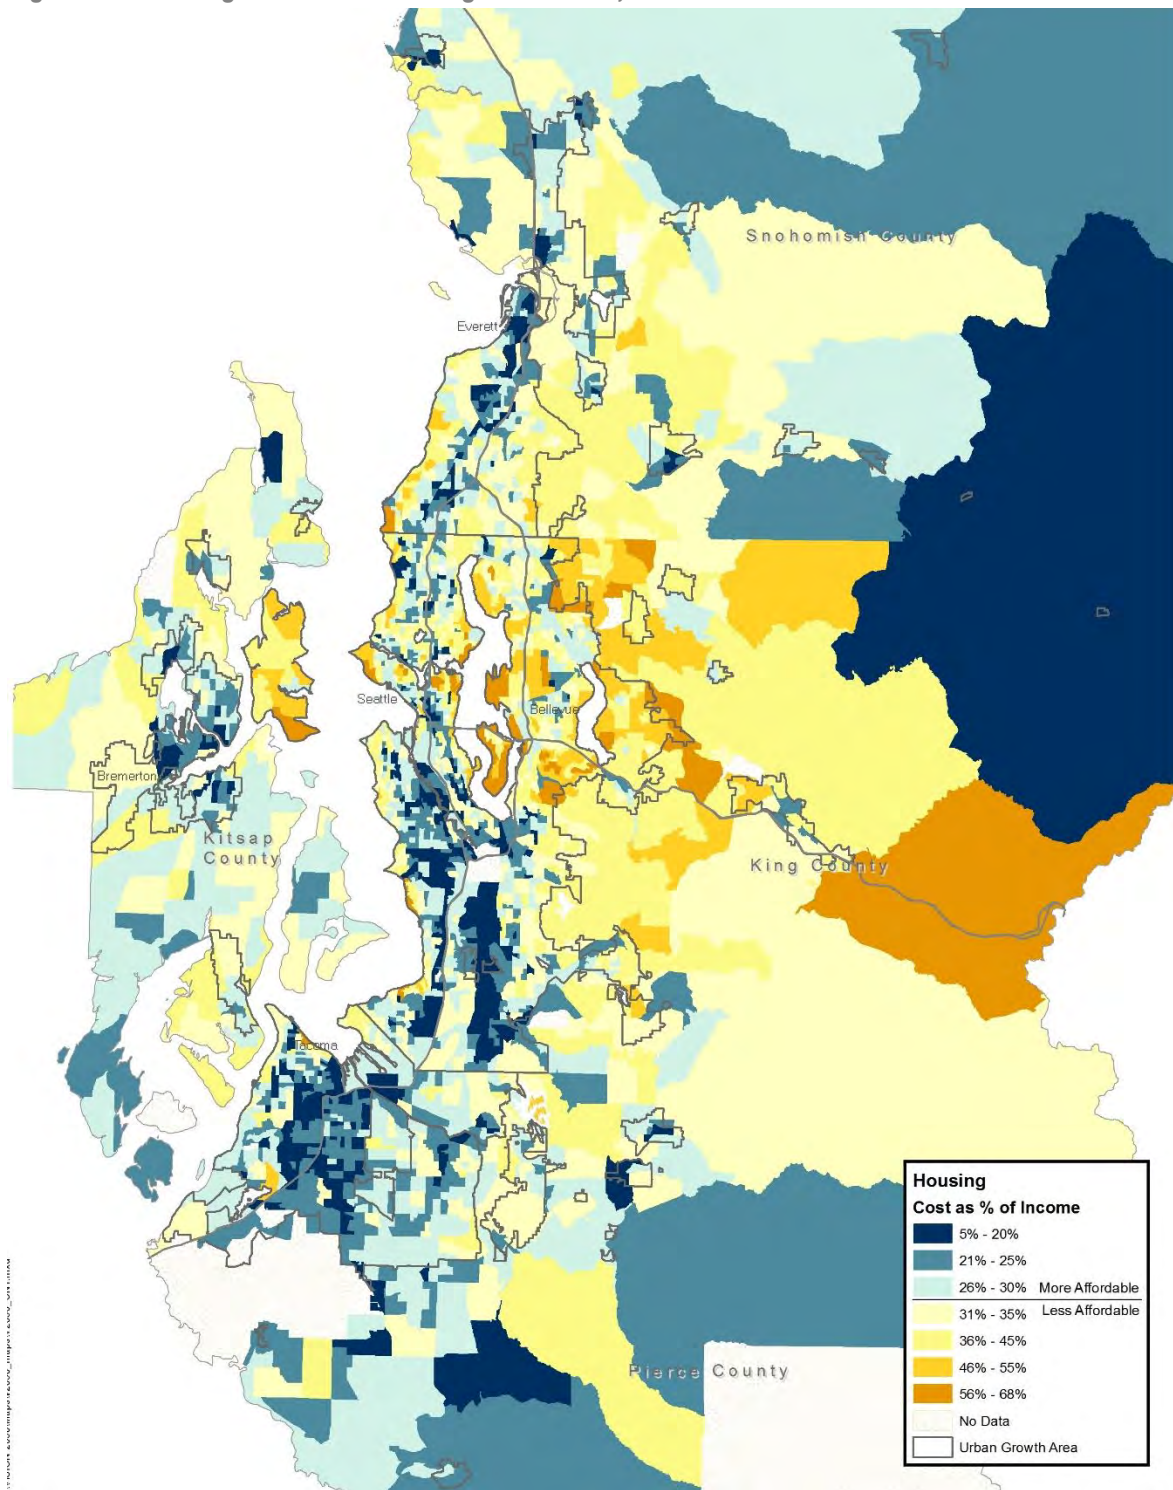 Snohomish County
Everett
Seattle
Bellevue
Bremerton
Kitsap
County
King County
Tacoma
Pierce County
Housing
Cost as % of Income
5% - 20%
21% - 25%
26% - 30% More Affordable
31% - 35% Less Affordable
36% - 45%
46% - 55%
56% - 68%
No Data
Urban Growth Area